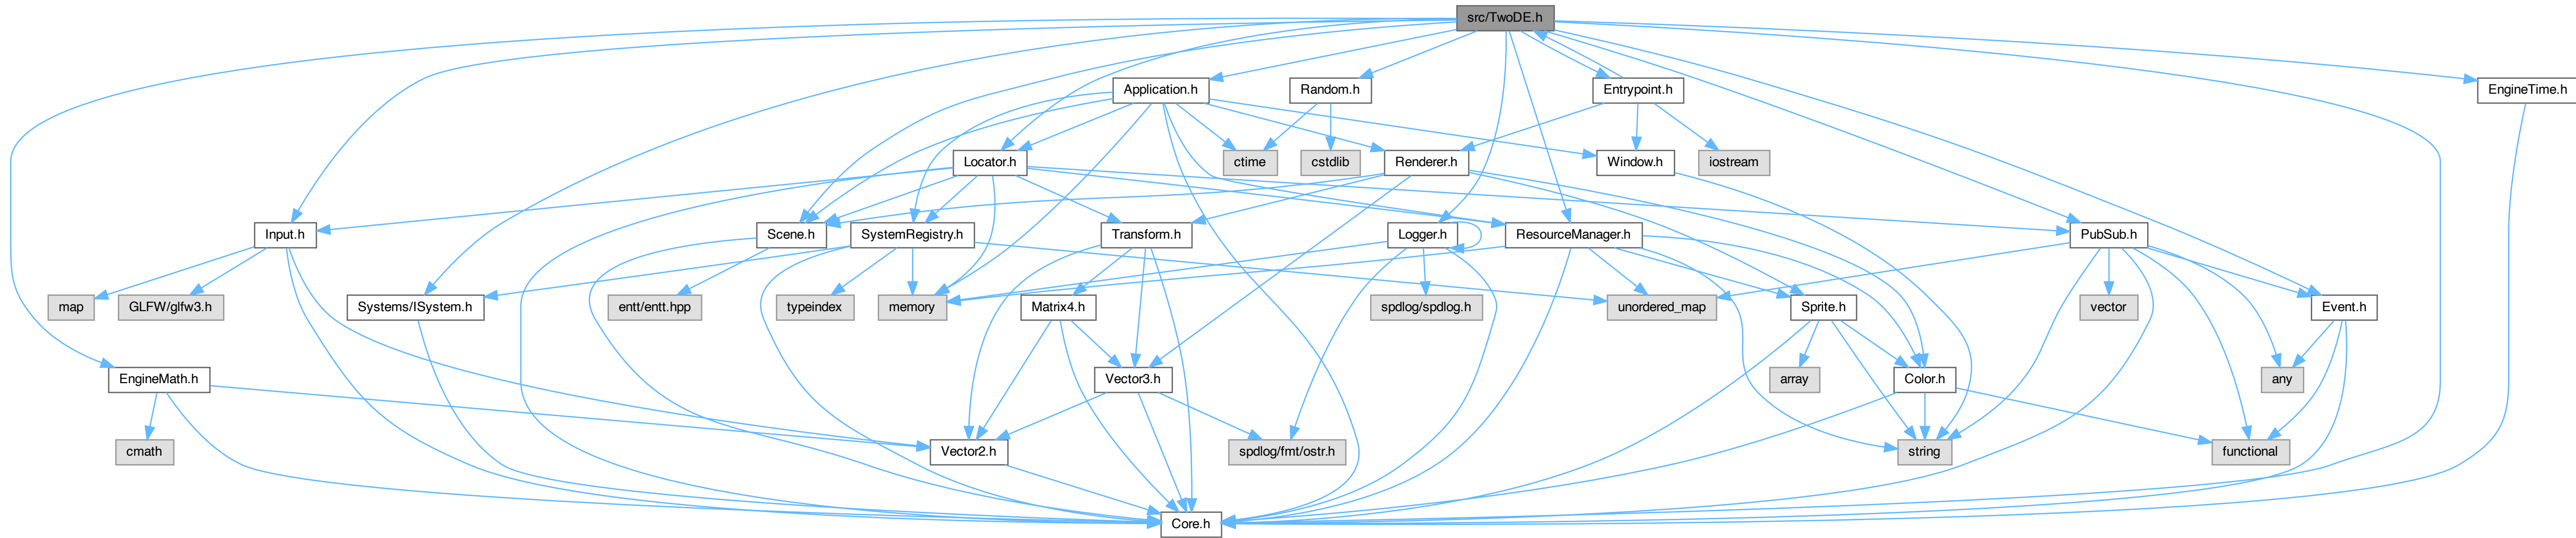 src/TwoDE.h
Application.h
Random.h
Entrypoint.h
EngineTime.h
Locator.h
ctime
cstdlib
Renderer.h
Window.h
iostream
Input.h
Scene.h
SystemRegistry.h
Transform.h
Logger.h
ResourceManager.h
PubSub.h
map
GLFW/glfw3.h
Systems/ISystem.h
entt/entt.hpp
typeindex
memory
Matrix4.h
spdlog/spdlog.h
unordered_map
Sprite.h
vector
Event.h
EngineMath.h
Vector3.h
array
Color.h
any
cmath
Vector2.h
spdlog/fmt/ostr.h
string
functional
Core.h